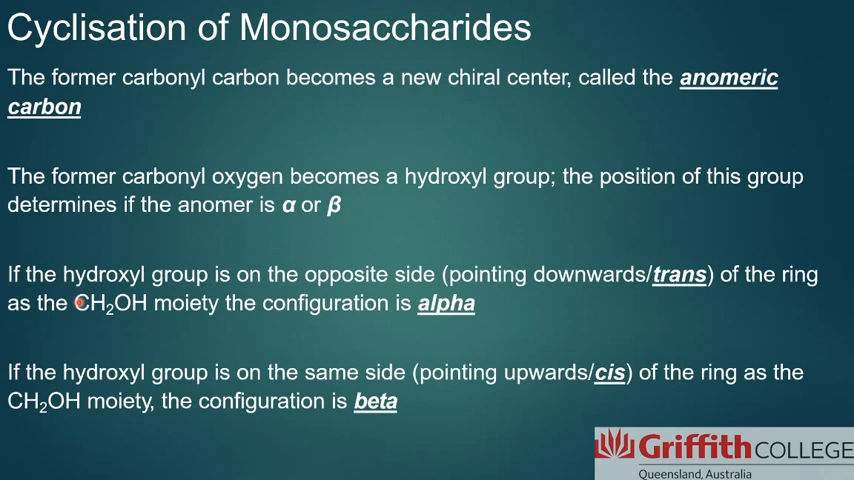 Cyclisation of Monosaccharides
The former carbonyl carbon becomes a new chiral center, called the anomeric
carbon
The former carbonyl oxygen becomes a hydroxyl group; the position of this group
determines if the anomer is α or β
If the hydroxyl group is on the opposite side (pointing downwards/trans) of the ring
as the CH₂OH moiety the configuration is alpha
If the hydroxyl group is on the same side (pointing upwards/cis) of the ring as the
CH₂OH moiety, the configuration is beta
Griffith COLLEGE
Queensland, Australia